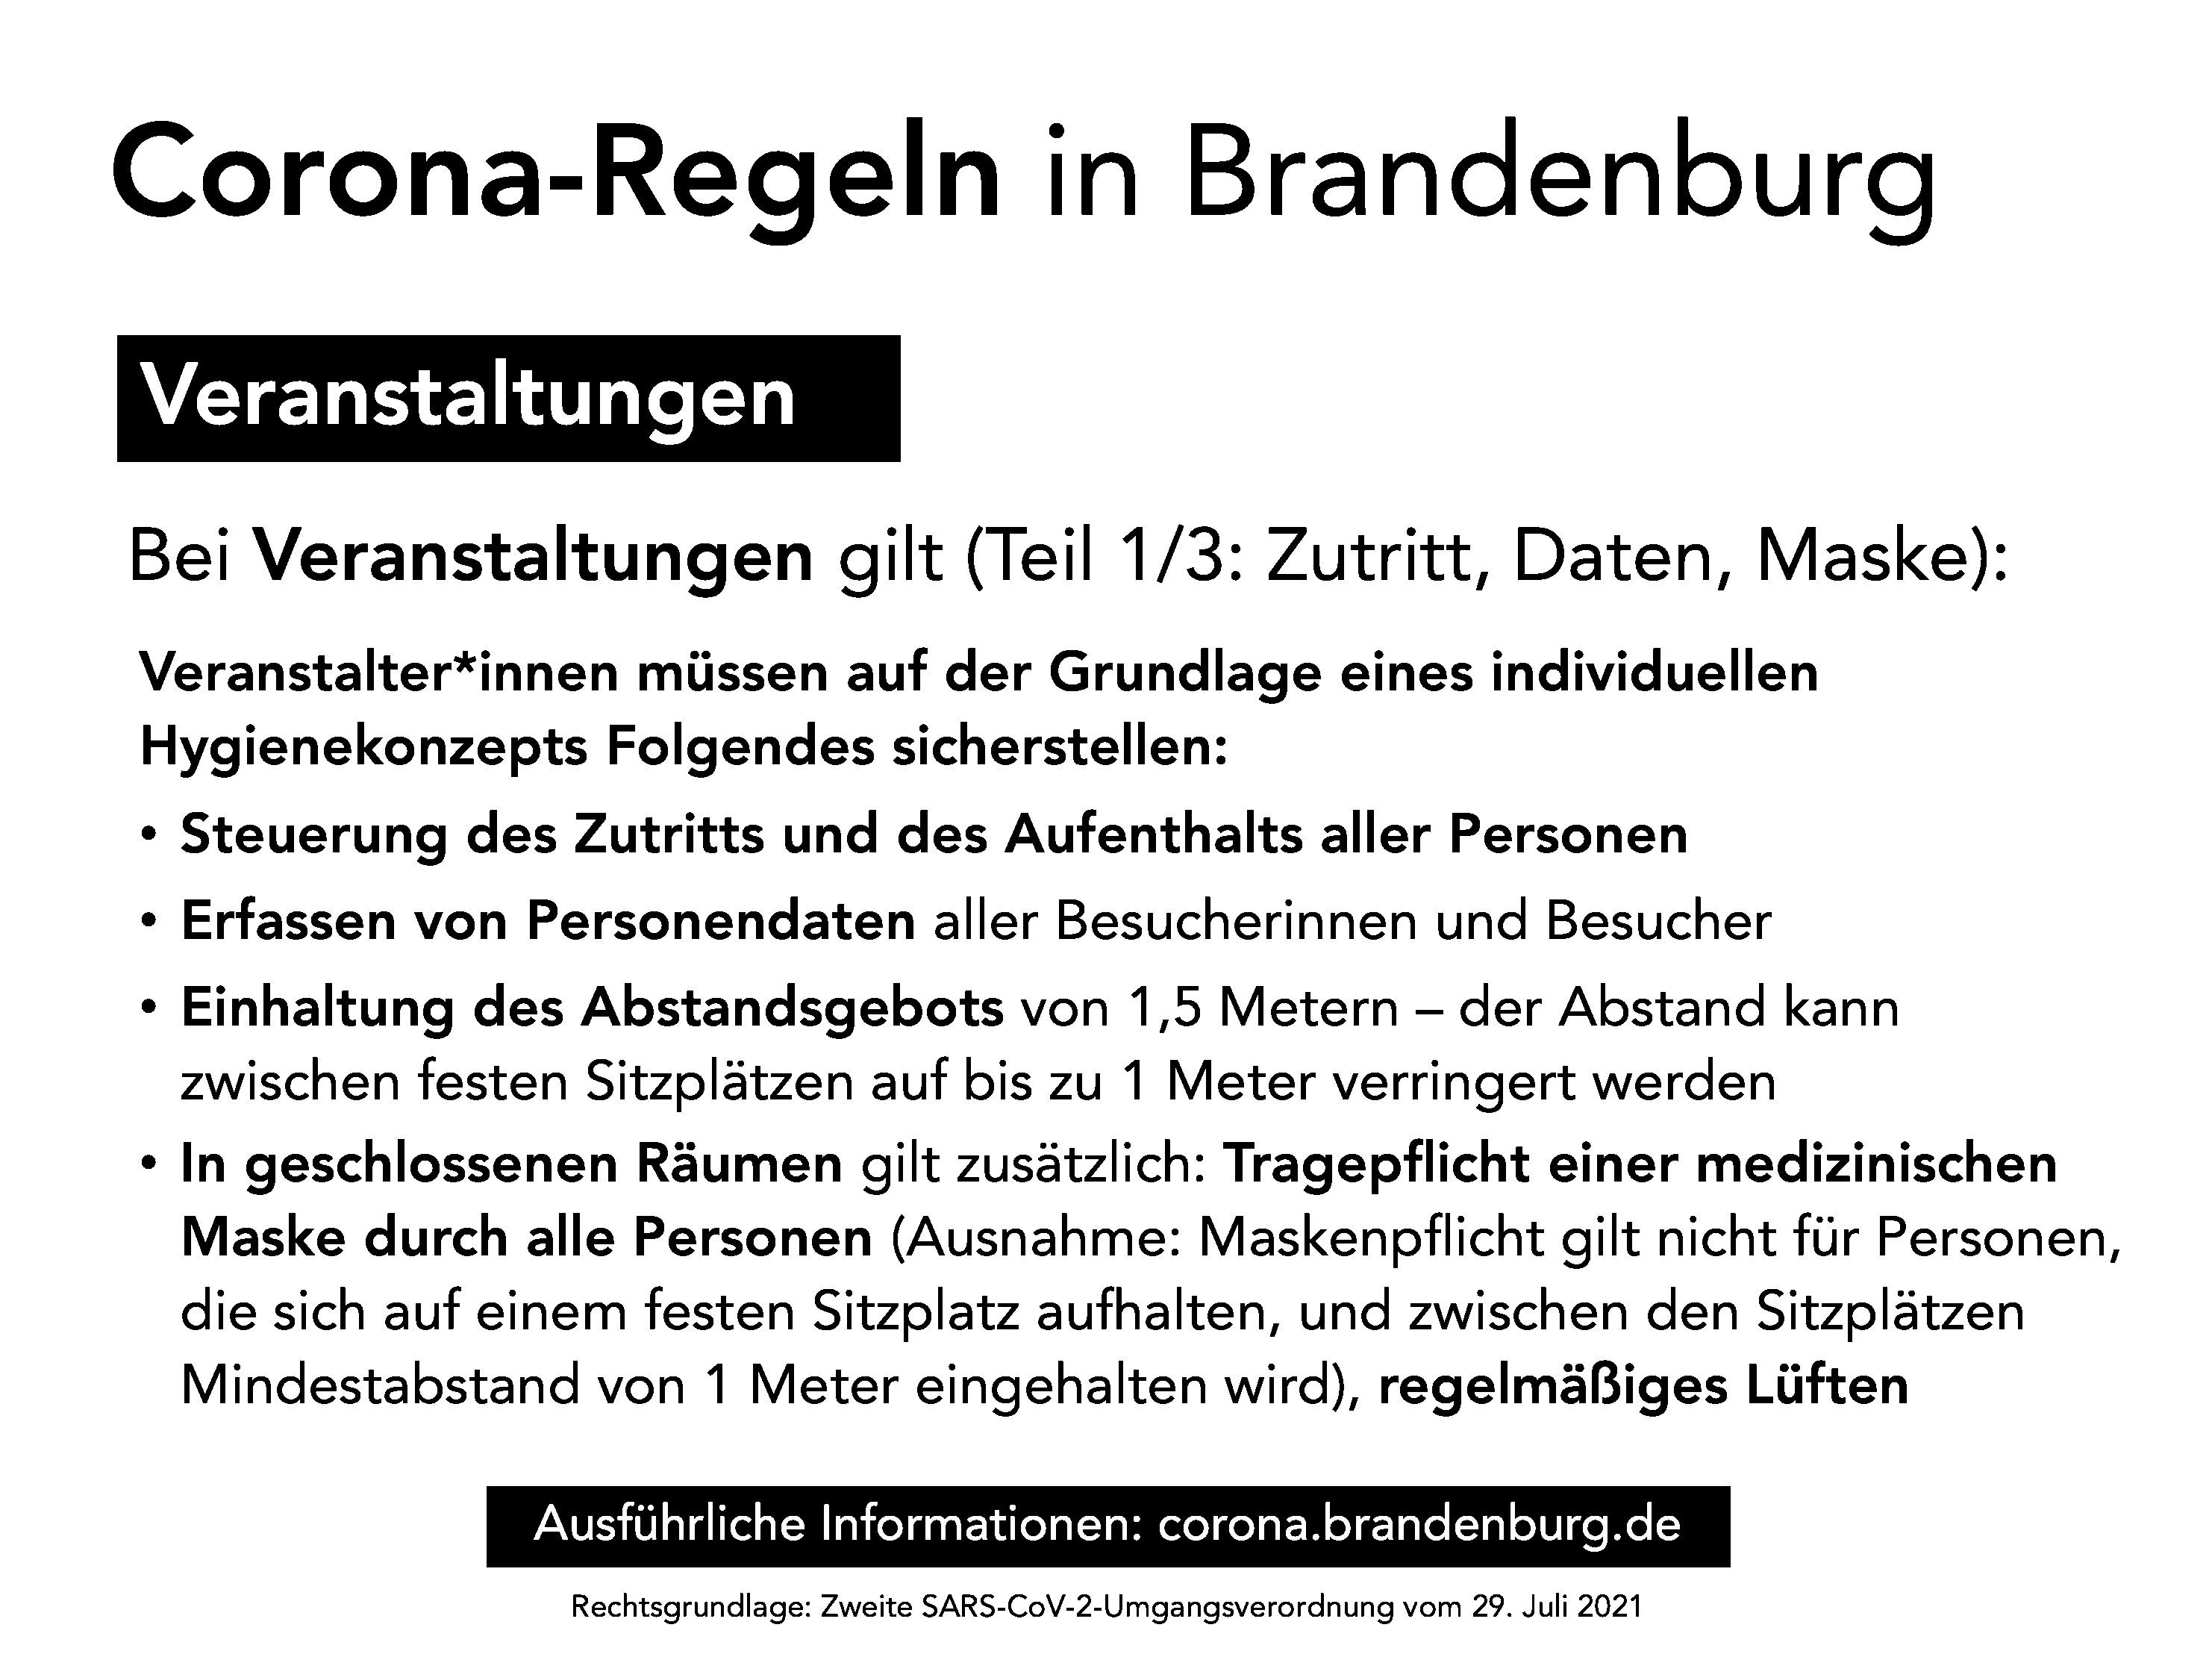 Corona-Regeln in Brandenburg
Veranstaltungen
Bei Veranstaltungen gilt (Teil 1/3: Zutritt, Daten, Maske):
Veranstalter*innen müssen auf der Grundlage eines individuellen
Hygienekonzepts Folgendes sicherstellen:
• Steuerung des Zutritts und des Aufenthalts aller Personen
• Erfassen von Personendaten aller Besucherinnen und Besucher
• Einhaltung des Abstandsgebots von 1,5 Metern – der Abstand kann
zwischen festen Sitzplätzen auf bis zu 1 Meter verringert werden
• In geschlossenen Räumen gilt zusätzlich: Tragepflicht einer medizinischen
Maske durch alle Personen (Ausnahme: Maskenpflicht gilt nicht für Personen,
die sich auf einem festen Sitzplatz aufhalten, und zwischen den Sitzplätzen
Mindestabstand von 1 Meter eingehalten wird), regelmäßiges Lüften
Ausführliche Informationen: corona.brandenburg.de
Rechtsgrundlage: Zweite SARS-CoV-2-Umgangsverordnung vom 29. Juli 2021